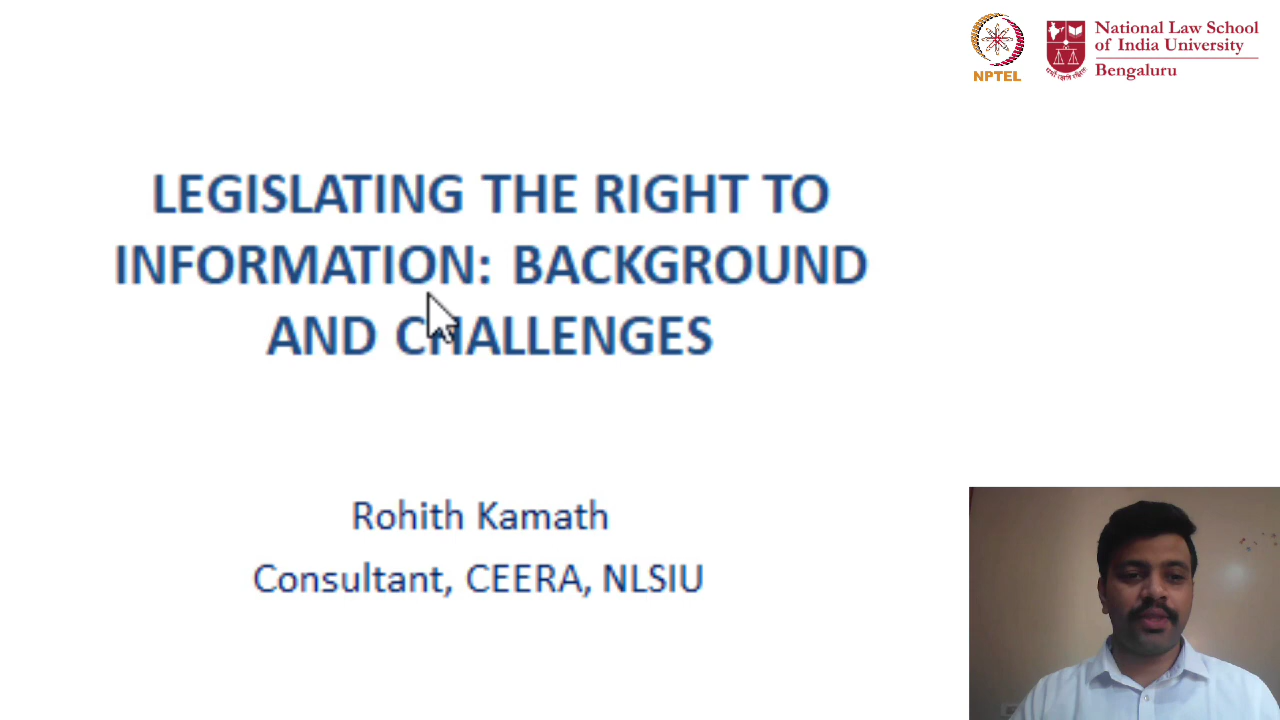 NPTEL
National Law School
of India University
Bengaluru
LEGISLATING THE RIGHT TO
INFORMATION: BACKGROUND
AND CHALLENGES
Rohith Kamath
Consultant, CEERA, NLSIU